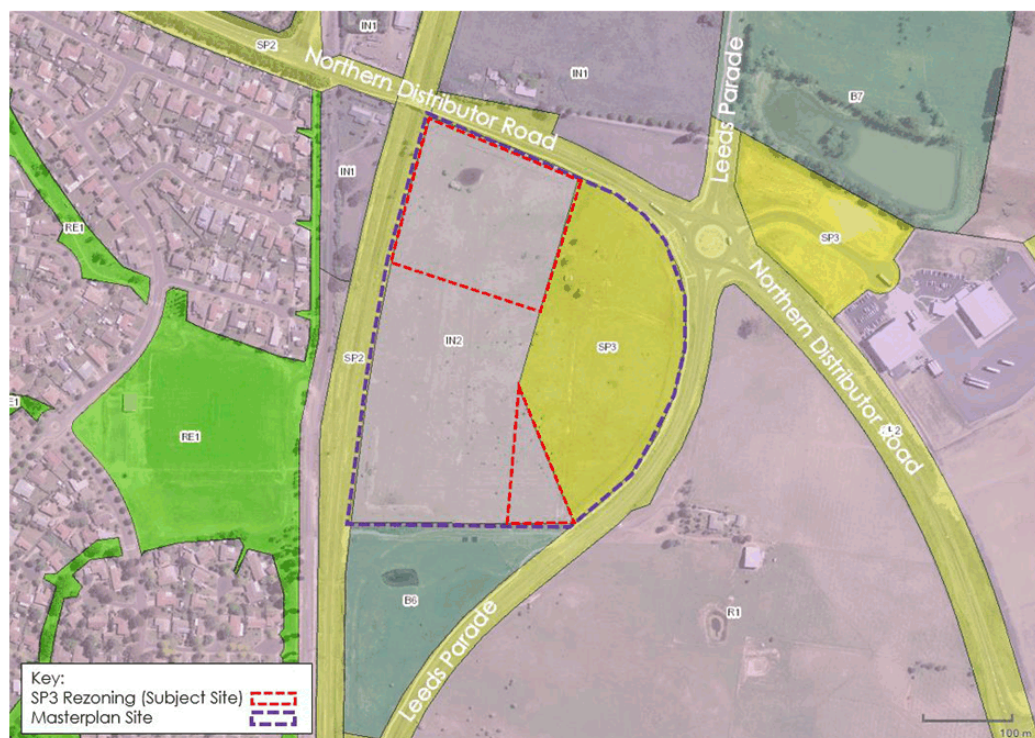 IN1
SP2
Northern Distributor Road
IN1
Leeds Parade
B7
IN1
RE1
SP3
SP2
IN2
SP3
Northern Distributor Road
RE1
B6
R1
Leeds Parade
Key:
SP3 Rezoning (Subject Site)
Masterplan Site
100 m